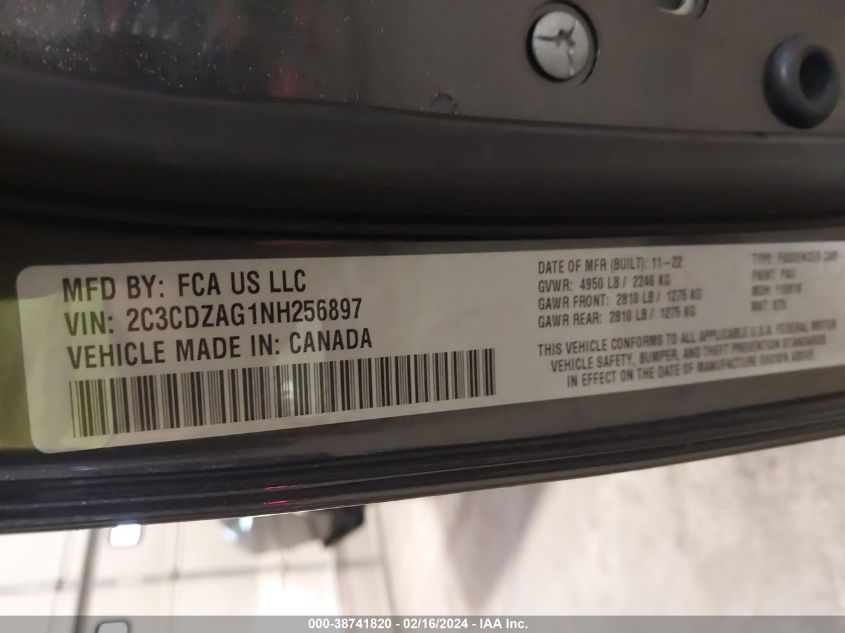 MFD BY: FCA US LLC
VIN: 2C3CDZAG1NH256897
VEHICLE MADE IN: CANADA
DATE OF MFR (BUILT): 11-22
GVWR: 4950 LB / 2246 KG
GAWR FRONT: 2810 LB / 1275 KG
GAWR REAR: 2810 LB / 1275 KG
TYPE: PASSENGER CAR
PAINT:
THIS VEHICLE CONFORMS TO ALL APPLICABLE U.S.A. FEDERAL MOTOR
VEHICLE SAFETY, BUMPER, AND THEFT PREVENTION STANDARDS
IN EFFECT ON THE DATE OF MANUFACTURE SHOWN ABOVE
000-38741820 - 02/16/2024 - IAA Inc.